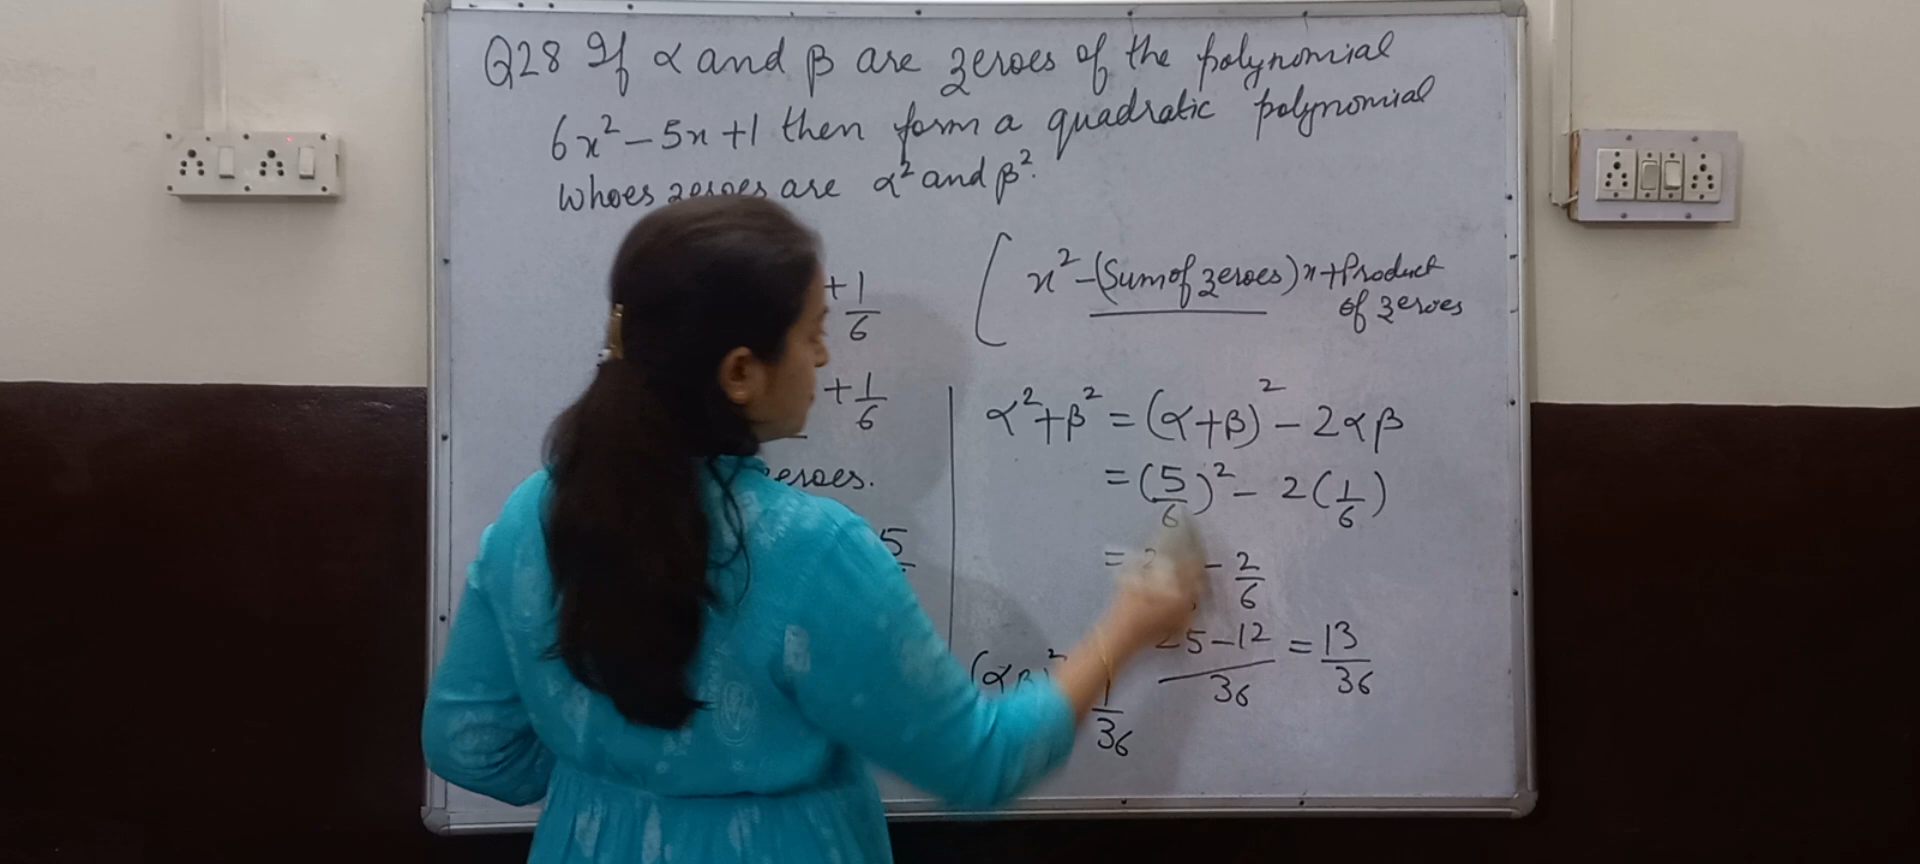 Q28 If α and β are zeroes of the polynomial
6x² - 5x + 1 then form a quadratic polynomial
whoes zeroes are α² and β².
+ 1/6
( x² - (Sum of zeroes) x + Product
of zeroes
+ 1/6
α² + β² = (α + β)² - 2αβ
= (5/6)² - 2(1/6)
5
= - 2/6
25 - 12 / 36 = 13/36
(αβ)² 1/36